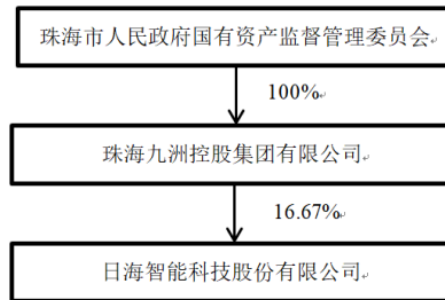 珠海市人民政府国有资产监督管理委员会
100%
珠海九洲控股集团有限公司
16.67%
日海智能科技股份有限公司